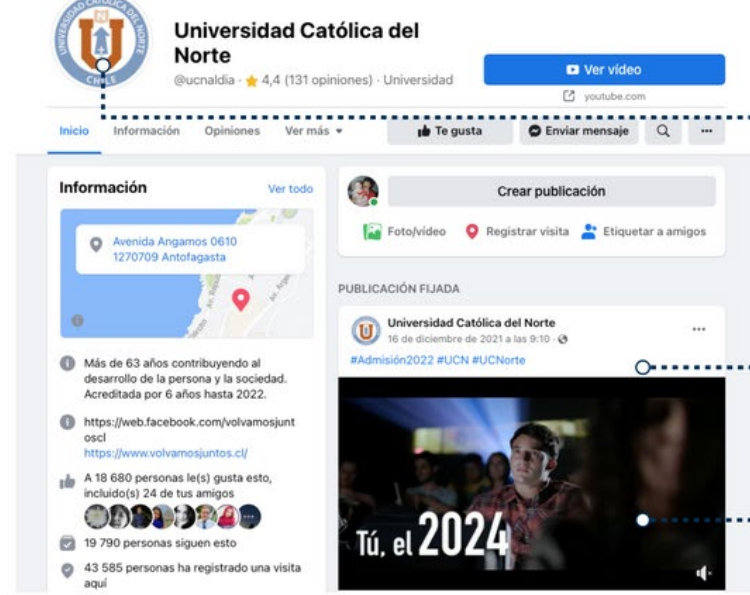 UNIVERSIDAD CATOLICA DEL NORTE
CHILE
Universidad Católica del
Norte
@ucnaldia · 4,4 (131 opiniones) · Universidad
Ver vídeo
youtube.com
Inicio Información Opiniones Ver más
Te gusta Enviar mensaje
Información Ver todo
Avenida Angamos 0610
1270709 Antofagasta
Más de 63 años contribuyendo al
desarrollo de la persona y la sociedad.
Acreditada por 6 años hasta 2022.
https://web.facebook.com/volvamosjunt
oscl
https://www.volvamosjuntos.cl/
A 18 680 personas le(s) gusta esto,
incluido(s) 24 de tus amigos
19 790 personas siguen esto
43 585 personas ha registrado una visita
aquí
Crear publicación
Foto/vídeo Registrar visita Etiquetar a amigos
PUBLICACIÓN FIJADA
Universidad Católica del Norte
16 de diciembre de 2021 a las 9:10
#Admisión2022 #UCN #UCNorte
Tú, el 2024